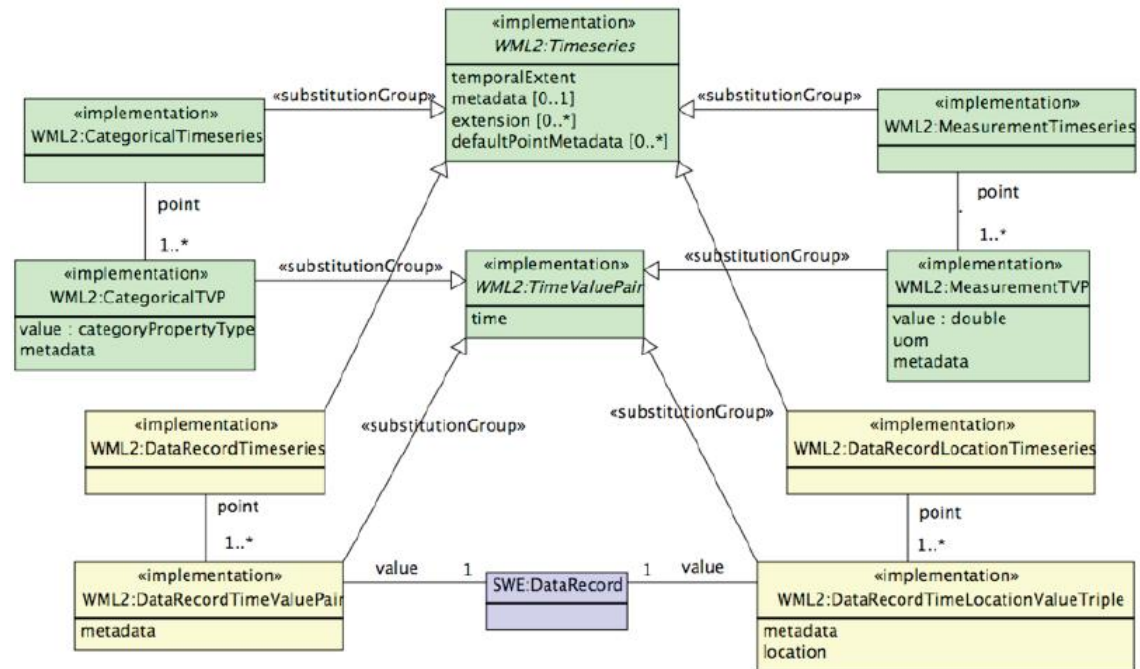 «implementation»
WML2:Timeseries
temporalExtent
metadata [0..1]
extension [0..*]
defaultPointMetadata [0..*]
«substitutionGroup»
«substitutionGroup»
«implementation»
WML2:CategoricalTimeseries
«implementation»
WML2:MeasurementTimeseries
point
1..*
point
1..*
«implementation»
WML2:CategoricalTVP
value : categoryPropertyType
metadata
«substitutionGroup»
«implementation»
WML2:TimeValuePair
time
«substitutionGroup»
«implementation»
WML2:MeasurementTVP
value : double
uom
metadata
«substitutionGroup»
«substitutionGroup»
«implementation»
WML2:DataRecordTimeseries
«implementation»
WML2:DataRecordLocationTimeseries
point
1..*
point
1..*
«implementation»
WML2:DataRecordTimeValuePair
metadata
value
1
SWE:DataRecord
1
value
«implementation»
WML2:DataRecordTimeLocationValueTriple
metadata
location